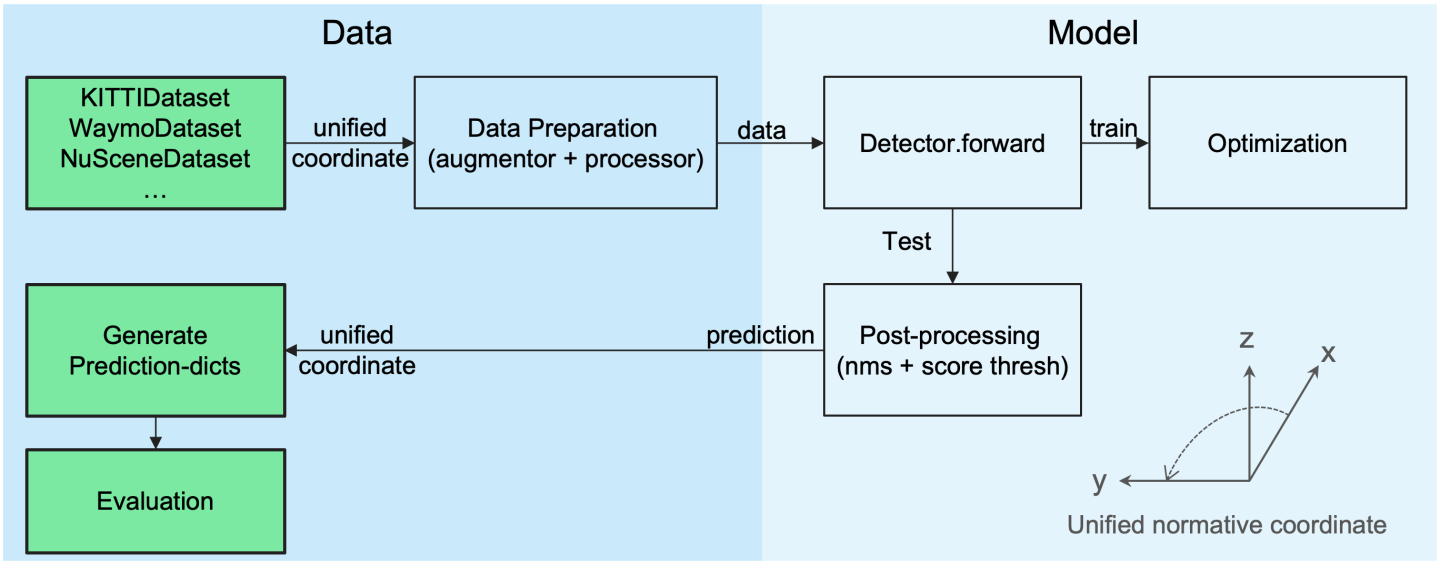 Data
Model
KITTIDataset
WaymoDataset
NuSceneDataset
...
unified
coordinate
Data Preparation
(augmentor + processor)
data
Detector.forward
train
Optimization
Test
Generate
Prediction-dicts
unified
coordinate
prediction
Post-processing
(nms + score thresh)
z
x
y
Unified normative coordinate
Evaluation